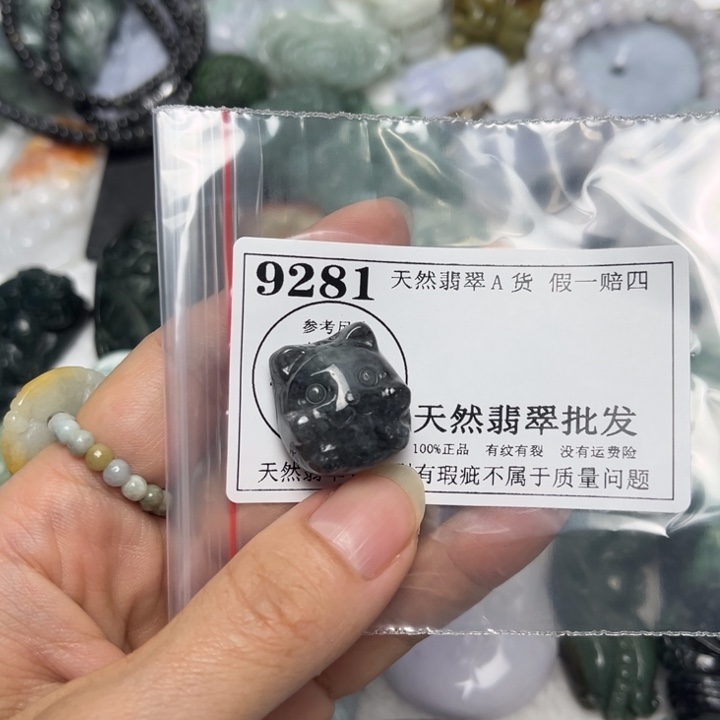 9281 天然翡翠A货 假一赔四
参考尺
天然翡翠批发
100%正品 有纹有裂 没有运费险
天然翡 有瑕疵不属于质量问题